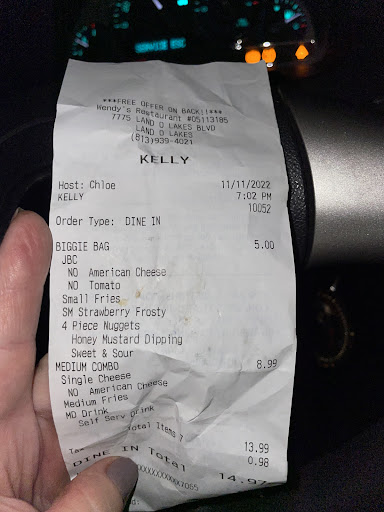 ***FREE OFFER ON BACK!!***
Wendy's Restaurant #05113185
7775 LAND O LAKES BLVD
LAND O LAKES
(813)939-4021
KELLY
Host: Chloe 11/11/2022
KELLY 7:02 PM
10052
Order Type: DINE IN
BIGGIE BAG 5.00
JBC
NO American Cheese
NO Tomato
Small Fries
SM Strawberry Frosty
4 Piece Nuggets
Honey Mustard Dipping
Sweet & Sour
MEDIUM COMBO 8.99
Single Cheese
NO American Cheese
Medium Fries
MD Drink
Self Serv Drink
Total Items 7
13.99
0.98
DINE IN Total 14.97
XXXXXXXX7065